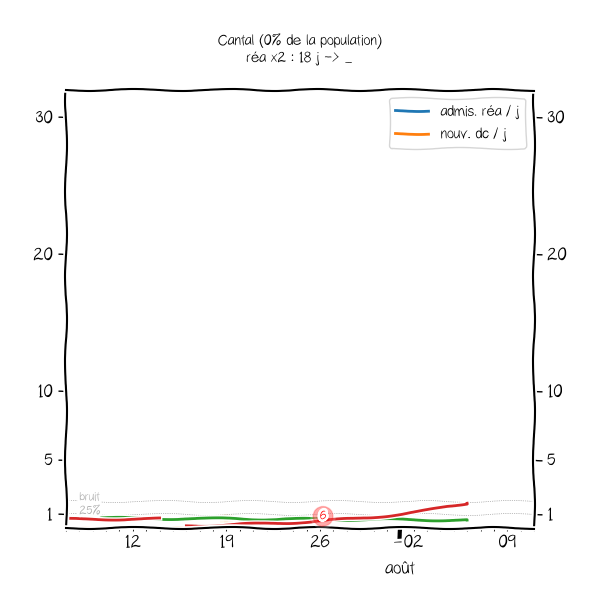 Cantal (0% de la population)
réa x2 : 18 j -> _
admis. réa / j
nouv. dc / j
30
30
20
20
10
10
5
5
bruit
25%
1
1
6
12
19
26
02
09
août